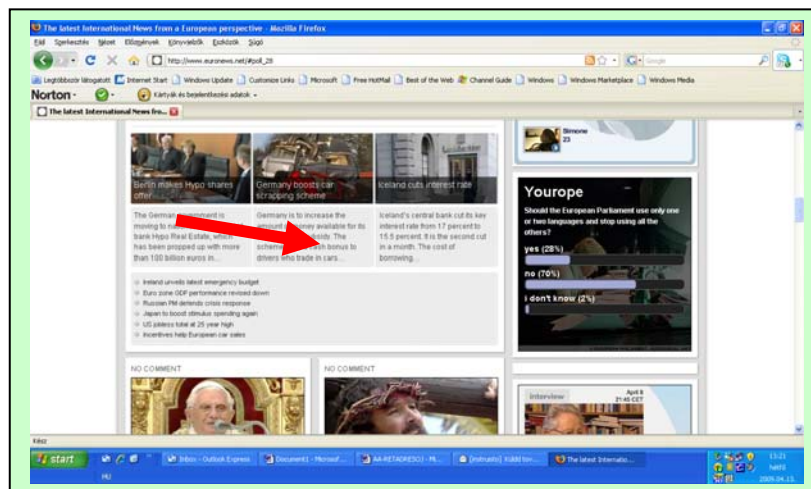 The latest International News from a European perspective - Mozilla Firefox
Fájl Szerkesztés Nézet Előzmények Könyvjelzők Eszközök Súgó
http://www.euronews.net/#poll_28
Google
Legtöbbször látogatott Internet Start Windows Update Customize Links Microsoft Free HotMail Best of the Web Channel Guide Windows Windows Marketplace Windows Media
Norton Kártyák és bejelentkezési adatok
The latest International News fro...
Simone
23
Berlin makes Hypo shares
offer
Germany boosts car
scrapping scheme
Iceland cuts interest rate
The German government is
moving to
bank Hypo Real Estate, which
has been propped up with more
than 100 billion euros in...
Germany is to increase the
money available for its
subsidy. The
cash bonus to
drivers who trade in cars...
Iceland's central bank cut its key
interest rate from 17 percent to
15.5 percent. It is the second cut
in a month. The cost of
borrowing...
Ireland unveils latest emergency budget
Euro zone GDP performance revised down
Russian PM defends crisis response
Japan to boost stimulus spending again
US jobless total at 25 year high
Incentives help European car sales
Yourope
Should the European Parliament use only one
or two languages and stop using all the
others?
yes (28%)
no (70%)
i don't know (2%)
NO COMMENT
NO COMMENT
interview
April 8
21:45 CET
Kész
start
Inbox - Outlook Express
Document1 - Microsof...
AA-RETADRESOJ - Mi...
The latest Internatio...
HU
13:21
hétfő
2009.04.13.